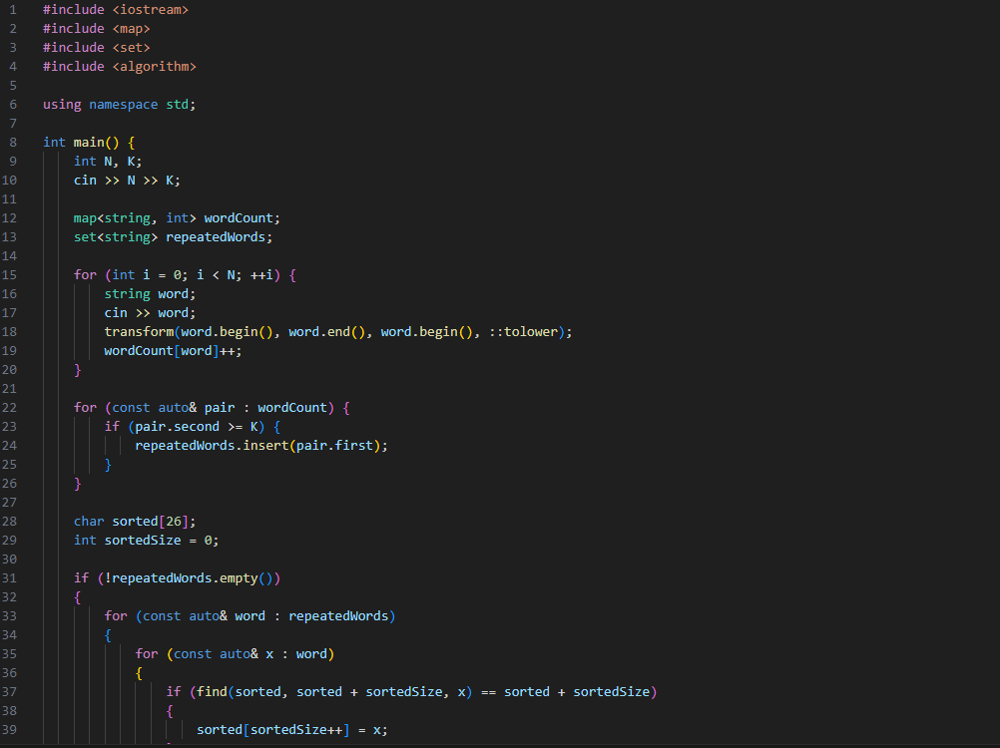 1 #include <iostream>
2 #include <map>
3 #include <set>
4 #include <algorithm>
5
6 using namespace std;
7
8 int main() {
9     int N, K;
10     cin >> N >> K;
11
12     map<string, int> wordCount;
13     set<string> repeatedWords;
14
15     for (int i = 0; i < N; ++i) {
16         string word;
17         cin >> word;
18         transform(word.begin(), word.end(), word.begin(), ::tolower);
19         wordCount[word]++;
20     }
21
22     for (const auto& pair : wordCount) {
23         if (pair.second >= K) {
24             repeatedWords.insert(pair.first);
25         }
26     }
27
28     char sorted[26];
29     int sortedSize = 0;
30
31     if (!repeatedWords.empty())
32     {
33         for (const auto& word : repeatedWords)
34         {
35             for (const auto& x : word)
36             {
37                 if (find(sorted, sorted + sortedSize, x) == sorted + sortedSize)
38                 {
39                     sorted[sortedSize++] = x;